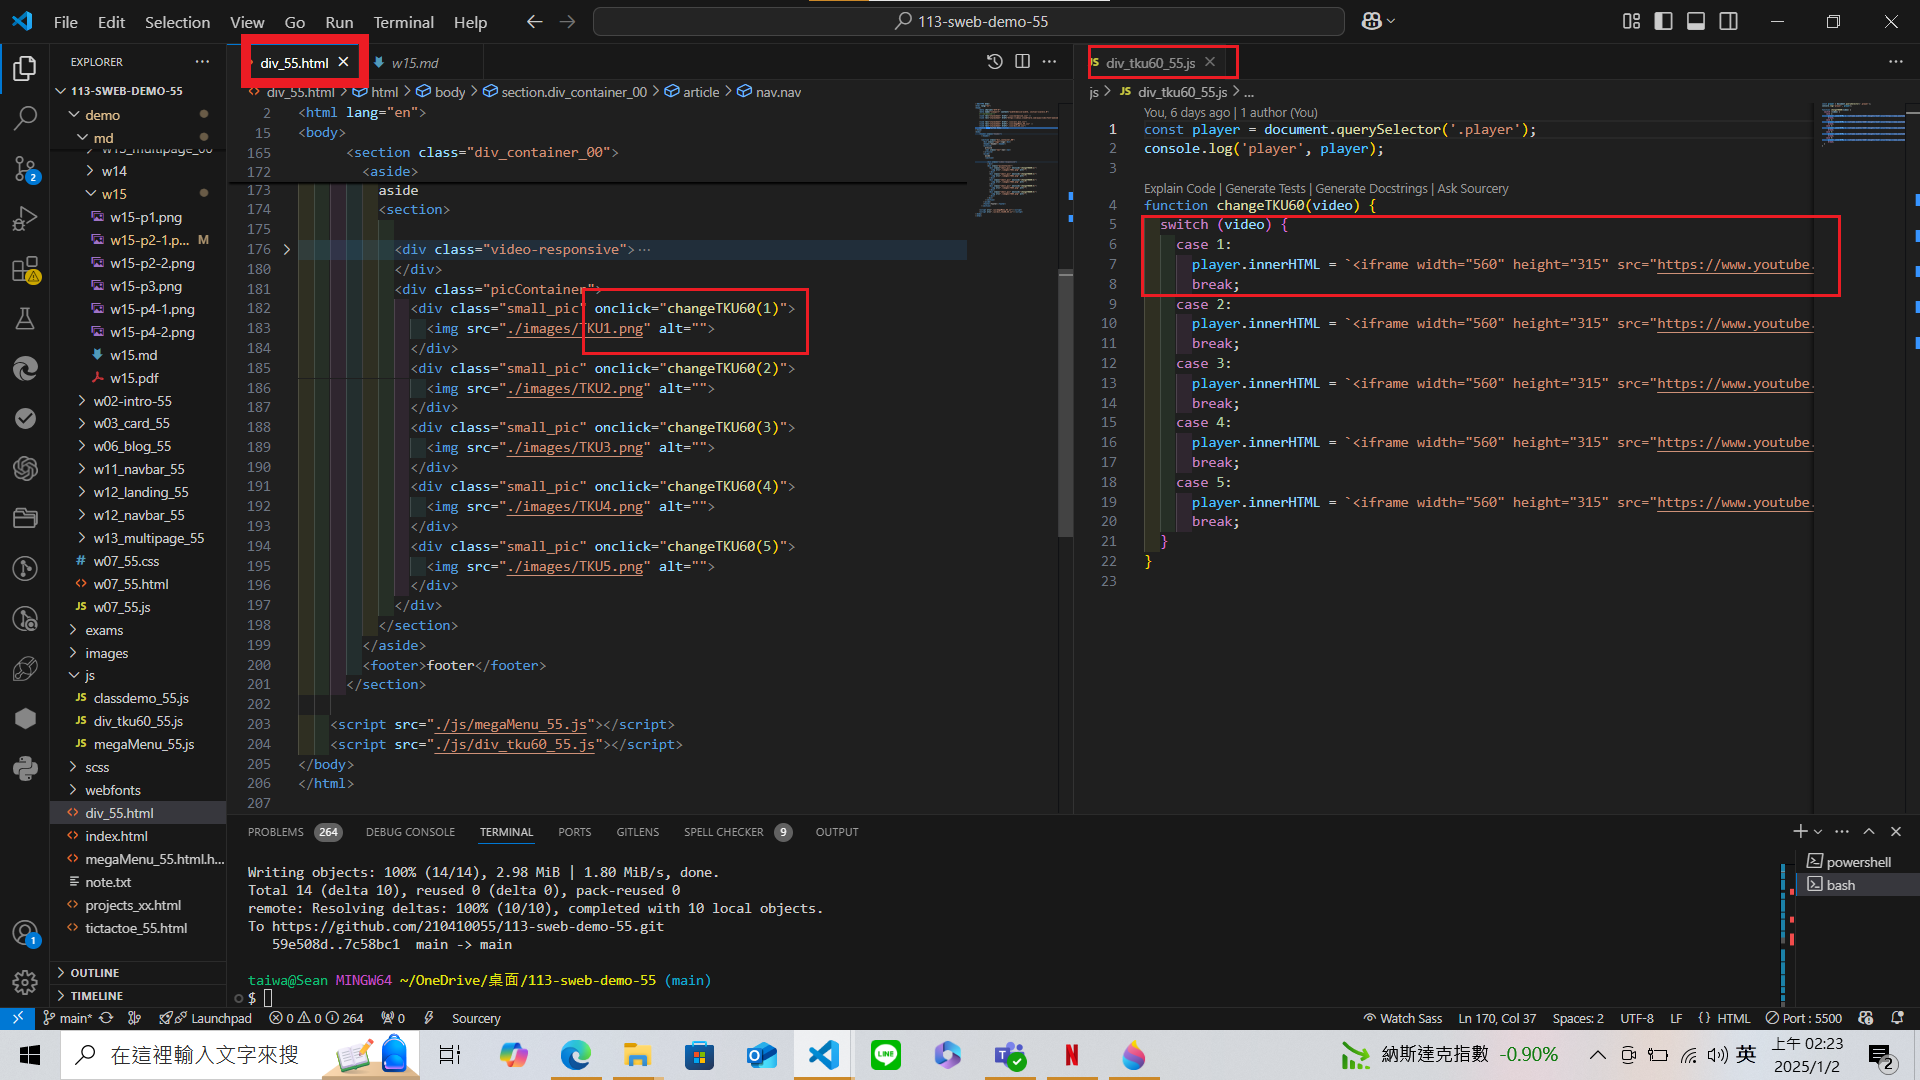 File Edit Selection View Go Run Terminal Help
113-sweb-demo-55
EXPLORER
113-SWEB-DEMO-55
demo
md
w14
w15
w15-p1.png
w15-p2-1.p... M
w15-p2-2.png
w15-p3.png
w15-p4-1.png
w15-p4-2.png
w15.md
w15.pdf
w02-intro-55
w03_card_55
w06_blog_55
w11_navbar_55
w12_landing_55
w12_navbar_55
w13_multipage_55
w07_55.css
w07_55.html
JS w07_55.js
exams
images
js
JS classdemo_55.js
JS div_tku60_55.js
JS megaMenu_55.js
scss
webfonts
div_55.html
index.html
megaMenu_55.html.h...
note.txt
projects_xx.html
tictactoe_55.html
OUTLINE
TIMELINE
2
1
div_55.html
w15.md
div_55.html > html > body > section.div_container_00 > article > nav.nav
2 <html lang="en">
15 <body>
165 <section class="div_container_00">
172 <aside>
173 aside
174 <section>
175
176 <div class="video-responsive">...
180 </div>
181 <div class="picContainer">
182 <div class="small_pic" onclick="changeTKU60(1)">
183 <img src="./images/TKU1.png" alt="">
184 </div>
185 <div class="small_pic" onclick="changeTKU60(2)">
186 <img src="./images/TKU2.png" alt="">
187 </div>
188 <div class="small_pic" onclick="changeTKU60(3)">
189 <img src="./images/TKU3.png" alt="">
190 </div>
191 <div class="small_pic" onclick="changeTKU60(4)">
192 <img src="./images/TKU4.png" alt="">
193 </div>
194 <div class="small_pic" onclick="changeTKU60(5)">
195 <img src="./images/TKU5.png" alt="">
196 </div>
197 </div>
198 </section>
199 </aside>
200 <footer>footer</footer>
201 </section>
202
203 <script src="./js/megaMenu_55.js"></script>
204 <script src="./js/div_tku60_55.js"></script>
205 </body>
206 </html>
207
JS div_tku60_55.js
js > JS div_tku60_55.js > ...
You, 6 days ago | 1 author (You)
1 const player = document.querySelector('.player');
2 console.log('player', player);
3
Explain Code | Generate Tests | Generate Docstrings | Ask Sourcery
4 function changeTKU60(video) {
5 switch (video) {
6 case 1:
7 player.innerHTML = `<iframe width="560" height="315" src="https://www.youtube.
8 break;
9 case 2:
10 player.innerHTML = `<iframe width="560" height="315" src="https://www.youtube.
11 break;
12 case 3:
13 player.innerHTML = `<iframe width="560" height="315" src="https://www.youtube.
14 break;
15 case 4:
16 player.innerHTML = `<iframe width="560" height="315" src="https://www.youtube.
17 break;
18 case 5:
19 player.innerHTML = `<iframe width="560" height="315" src="https://www.youtube.
20 break;
21 }
22 }
23
PROBLEMS 264 DEBUG CONSOLE TERMINAL PORTS GITLENS SPELL CHECKER 9 OUTPUT
Writing objects: 100% (14/14), 2.98 MiB | 1.80 MiB/s, done.
Total 14 (delta 10), reused 0 (delta 0), pack-reused 0
remote: Resolving deltas: 100% (10/10), completed with 10 local objects.
To https://github.com/210410055/113-sweb-demo-55.git
59e508d..7c58bc1 main -> main
taiwa@Sean MINGW64 ~/OneDrive/桌面/113-sweb-demo-55 (main)
$
powershell
bash
main* Launchpad 0 0 264 0 Sourcery
Watch Sass Ln 170, Col 37 Spaces: 2 UTF-8 LF {} HTML Port : 5500
在這裡輸入文字來搜
LINE
N
納斯達克指數 -0.90%
英
上午 02:23
2025/1/2
2